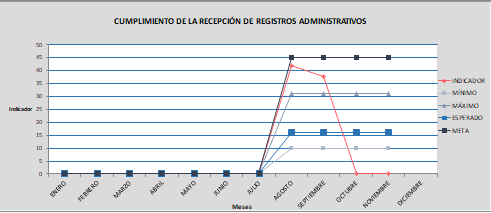 CUMPLIMIENTO DE LA RECEPCIÓN DE REGISTROS ADMINISTRATIVOS
50
45
40
35
30
25
20
15
10
5
0
Indicador
ENERO
FEBRERO
MARZO
ABRIL
MAYO
JUNIO
JULIO
AGOSTO
SEPTIEMBRE
OCTUBRE
NOVIEMBRE
DICIEMBRE
Meses
INDICADOR
MÍNIMO
MÁXIMO
ESPERADO
META